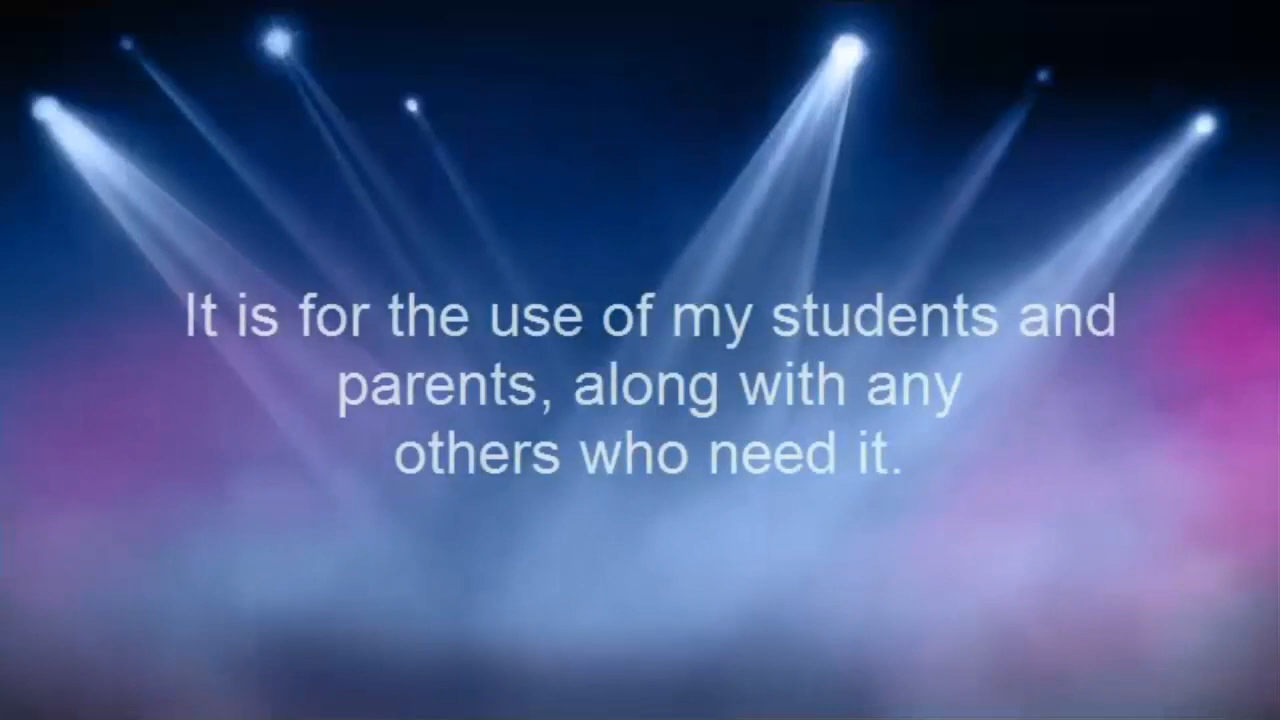 It is for the use of my students and
parents, along with any
others who need it.